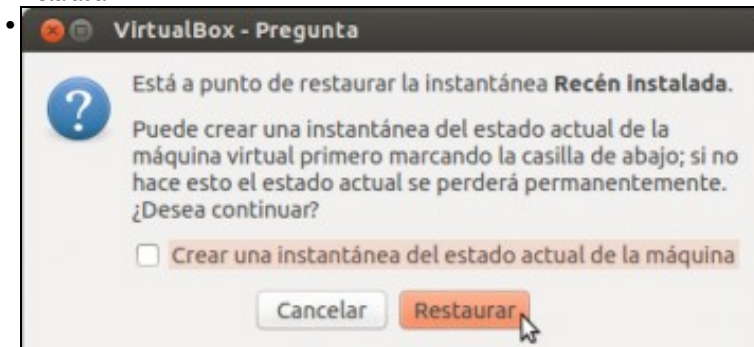 VirtualBox - Pregunta
Está a punto de restaurar la instantánea Recén instalada.
Puede crear una instantánea del estado actual de la
máquina virtual primero marcando la casilla de abajo; si no
hace esto el estado actual se perderá permanentemente.
¿Desea continuar?
Crear una instantánea del estado actual de la máquina
Cancelar Restaurar